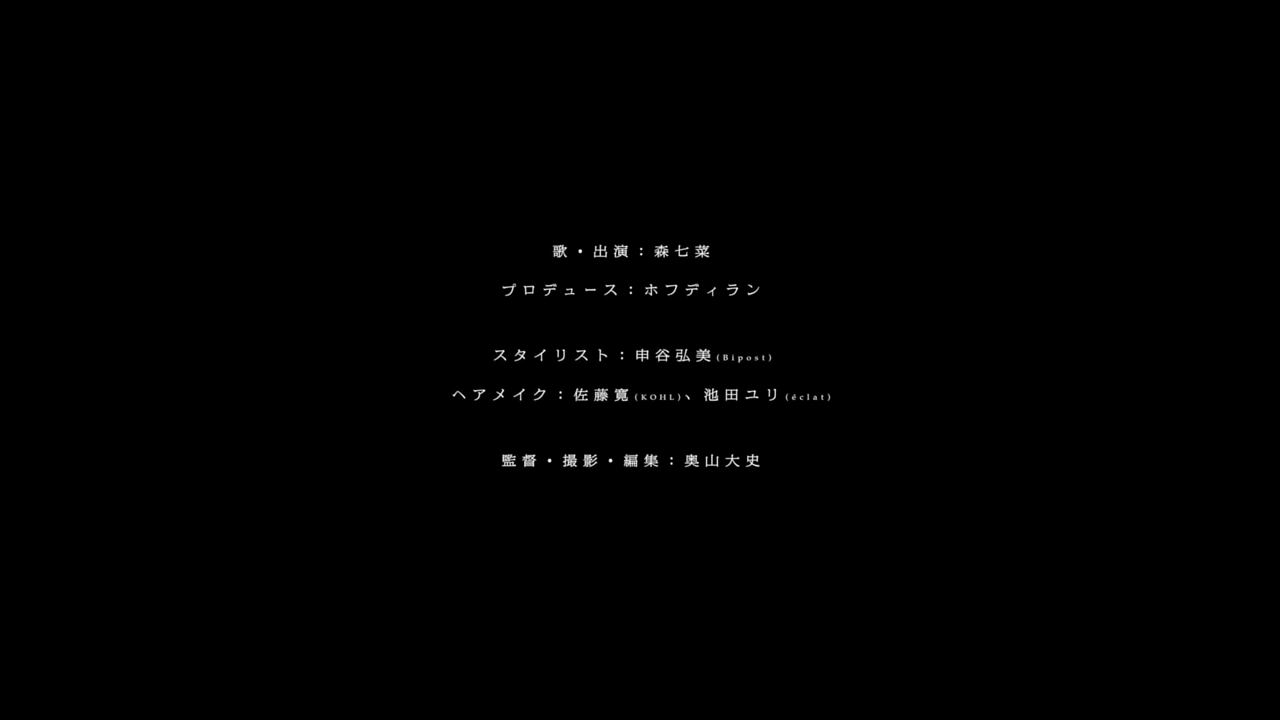 歌・出演：森七菜
プロデュース：ホフディラン
スタイリスト：申谷弘美(Bipost)
ヘアメイク：佐藤寛(KOHL)、池田ユリ(éclat)
監督・撮影・編集：奥山大史